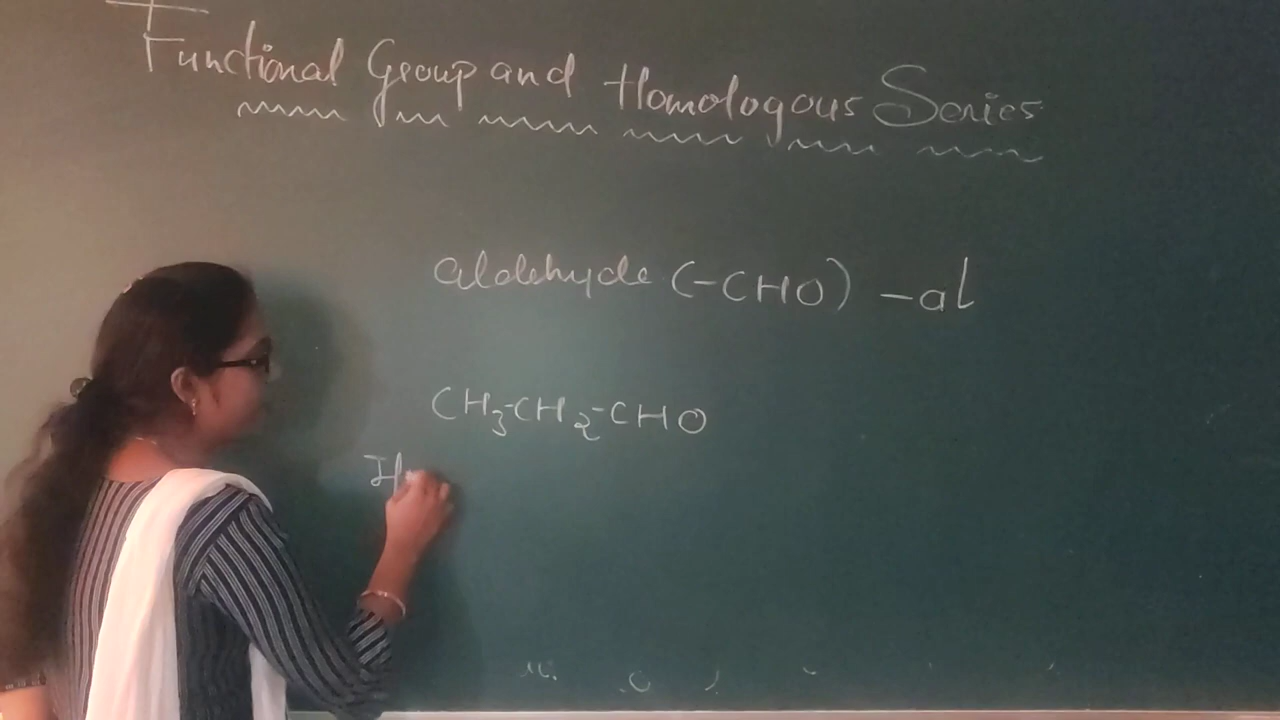 Functional Group and Homologous Series
aldehyde (-CHO) -al
CH₃-CH₂-CHO